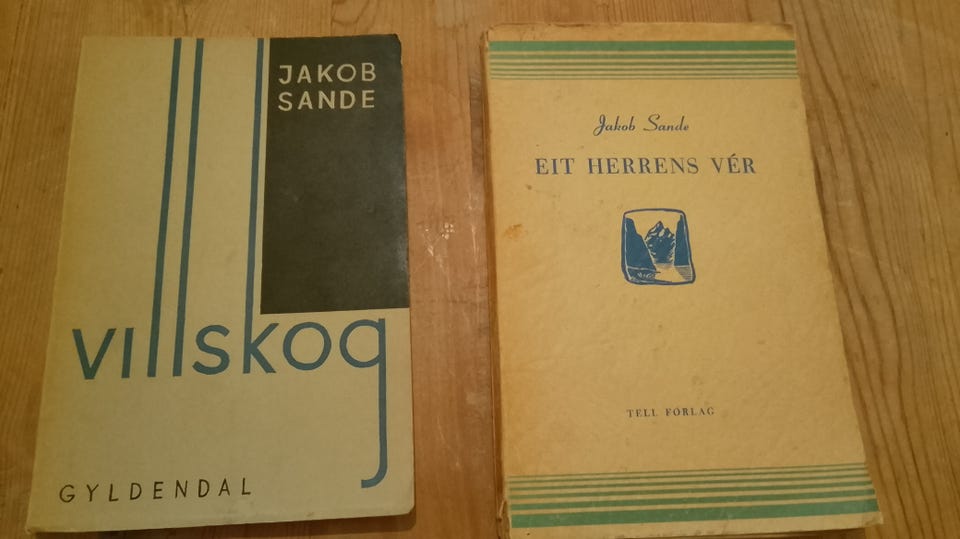 JAKOB
SANDE
villskog
GYLDENDAL
Jakob Sande
EIT HERRENS VÉR
TELL FORLAG